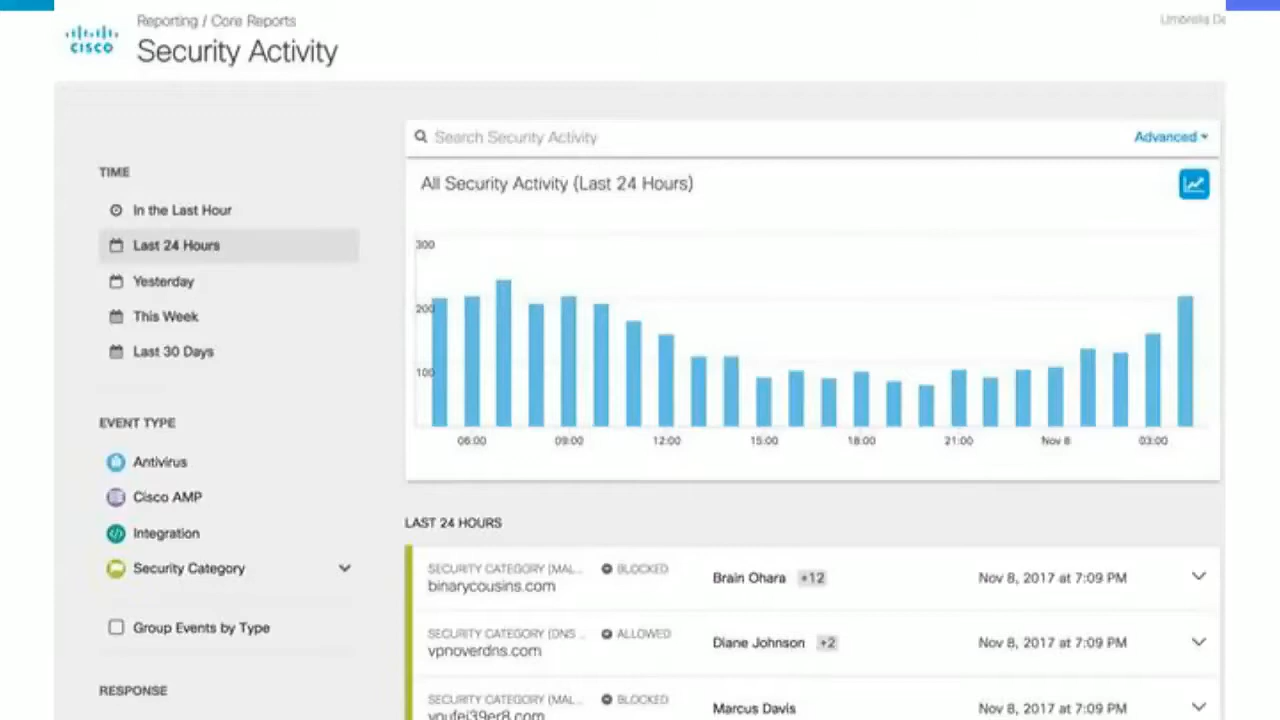 Reporting / Core Reports
Umbrella De
CISCO
Security Activity
Search Security Activity
Advanced
TIME
In the Last Hour
Last 24 Hours
Yesterday
This Week
Last 30 Days
All Security Activity (Last 24 Hours)
300
200
100
06:00 09:00 12:00 15:00 18:00 21:00 Nov 8 03:00
EVENT TYPE
Antivirus
Cisco AMP
Integration
Security Category
Group Events by Type
RESPONSE
LAST 24 HOURS
SECURITY CATEGORY (MAL... BLOCKED
binarycousins.com
Brain Ohara +12
Nov 8, 2017 at 7:09 PM
SECURITY CATEGORY (DNS ... ALLOWED
vpnoverdns.com
Diane Johnson +2
Nov 8, 2017 at 7:09 PM
SECURITY CATEGORY (MAL... BLOCKED
Marcus Davis
Nov 8, 2017 at 7:09 PM